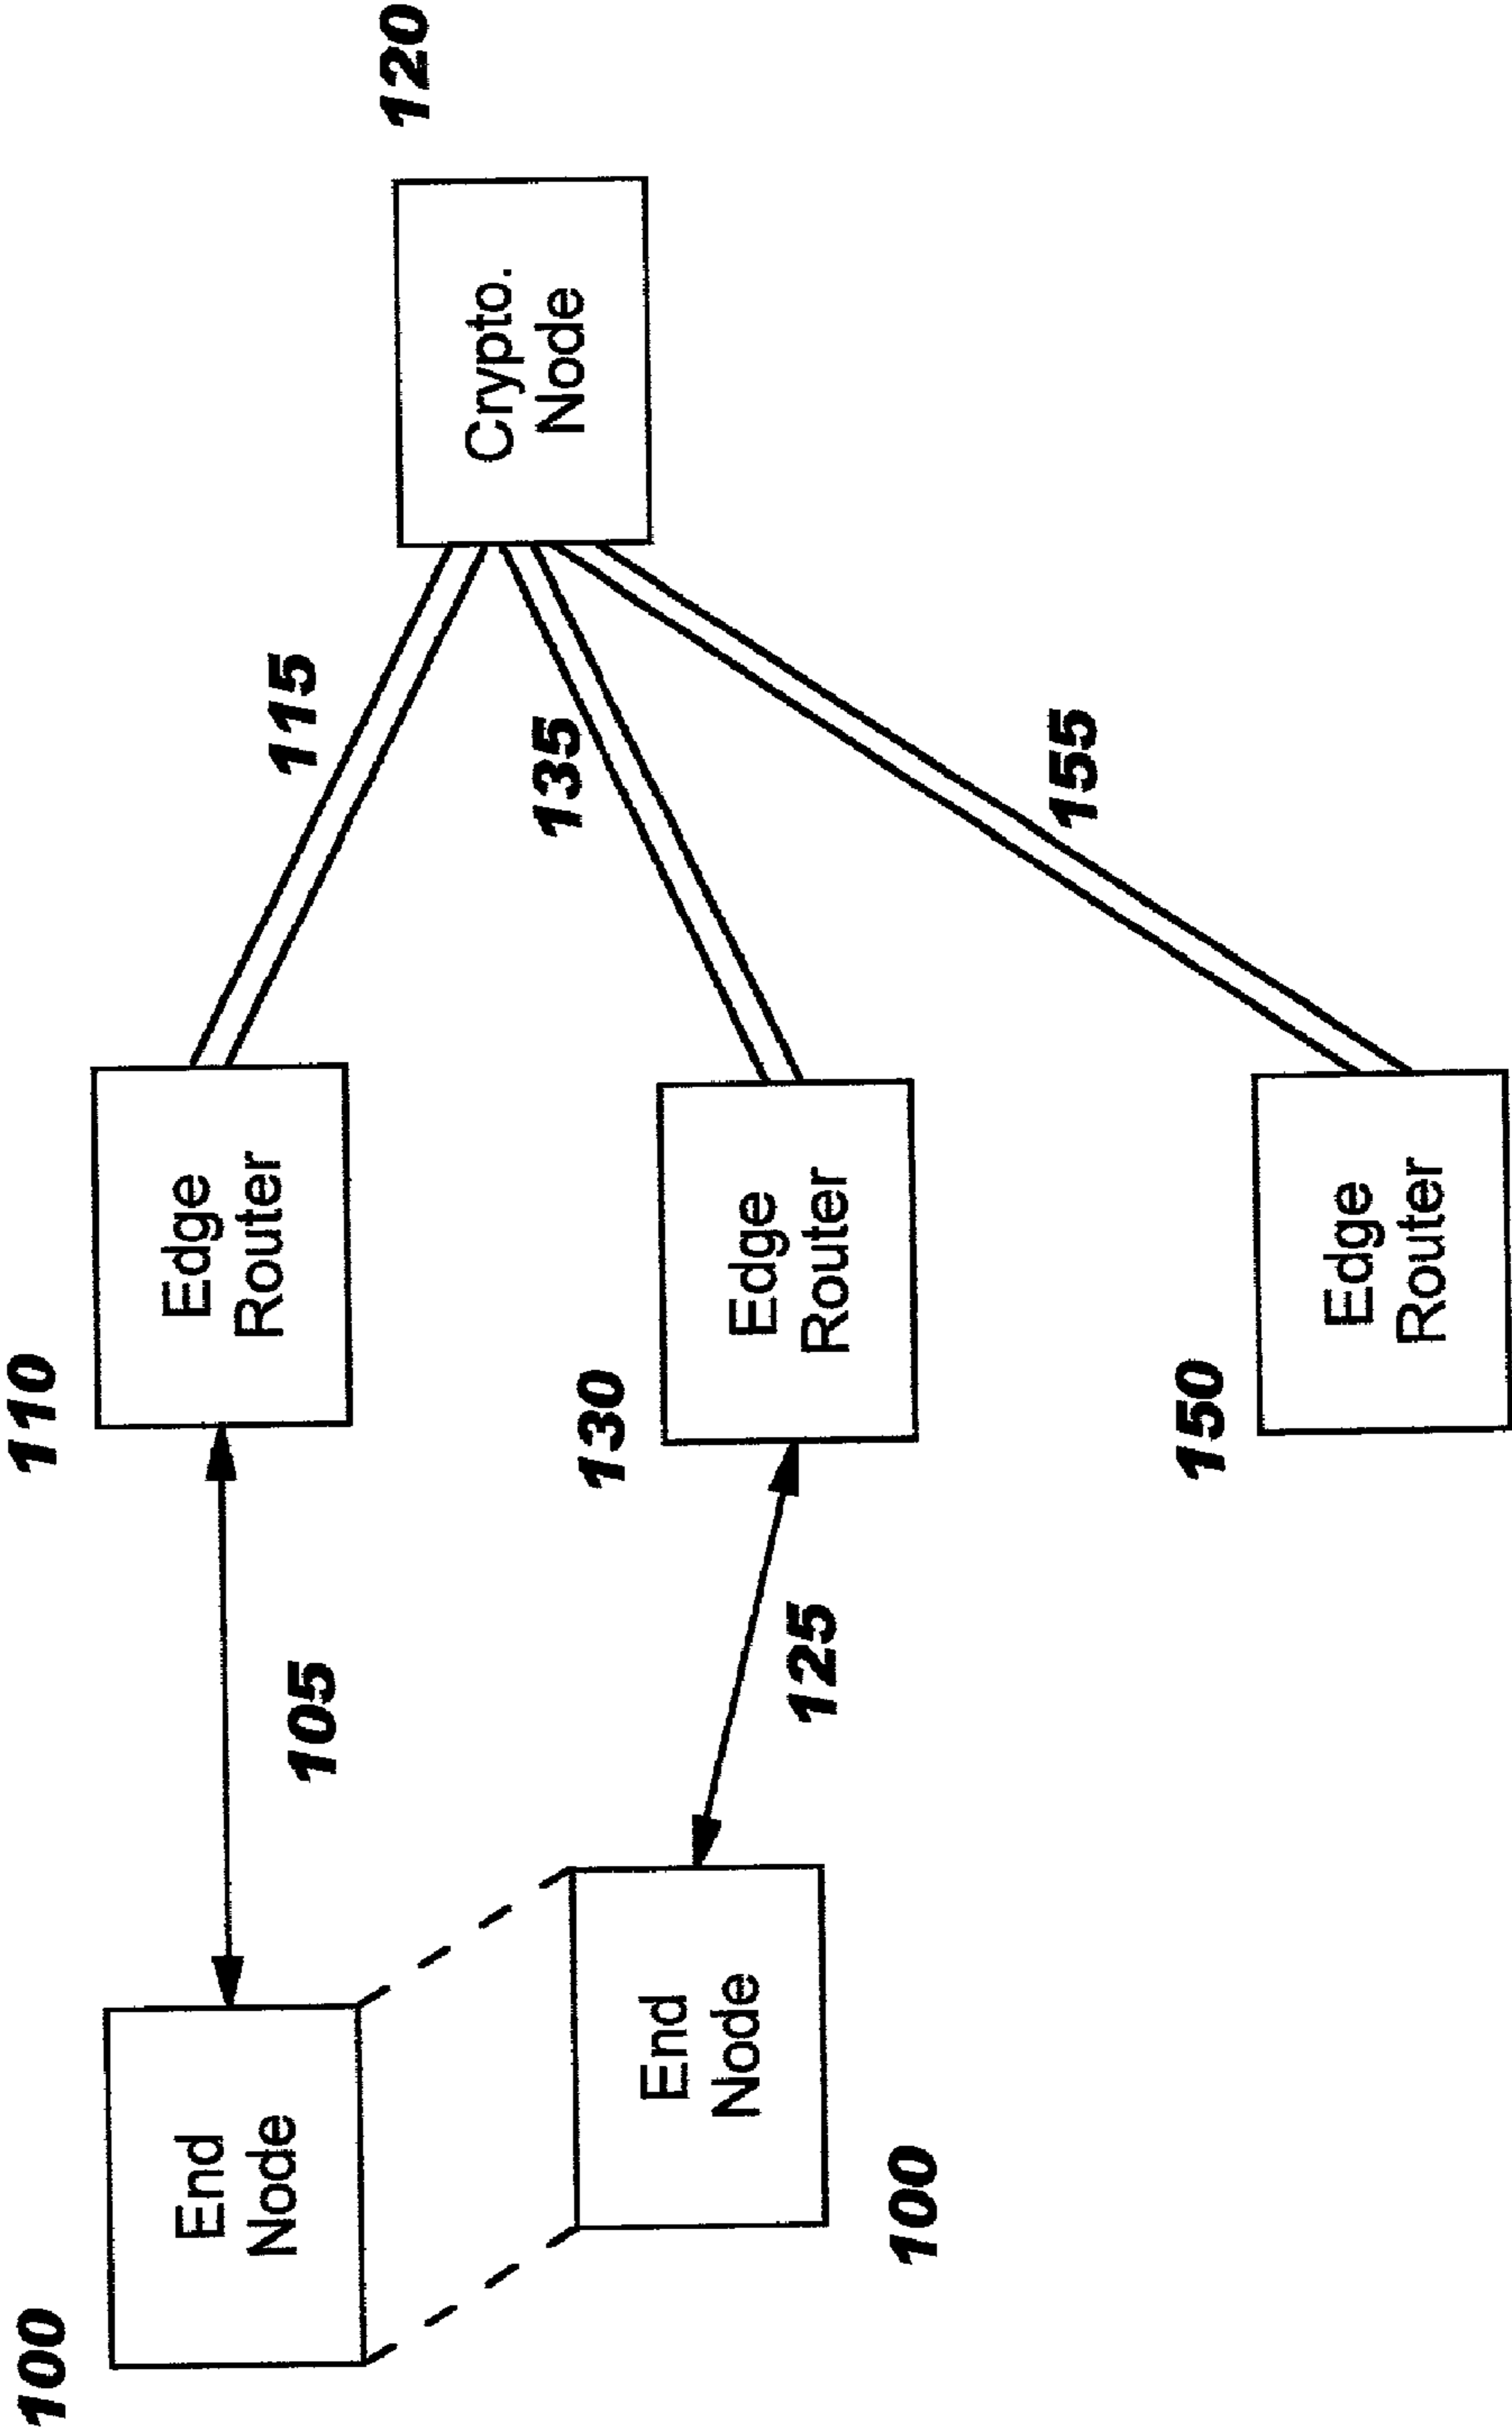 100
End
Node
105
110
Edge
Router
115
120
Crypto.
Node
End
Node
100
125
130
Edge
Router
135
150
Edge
Router
155